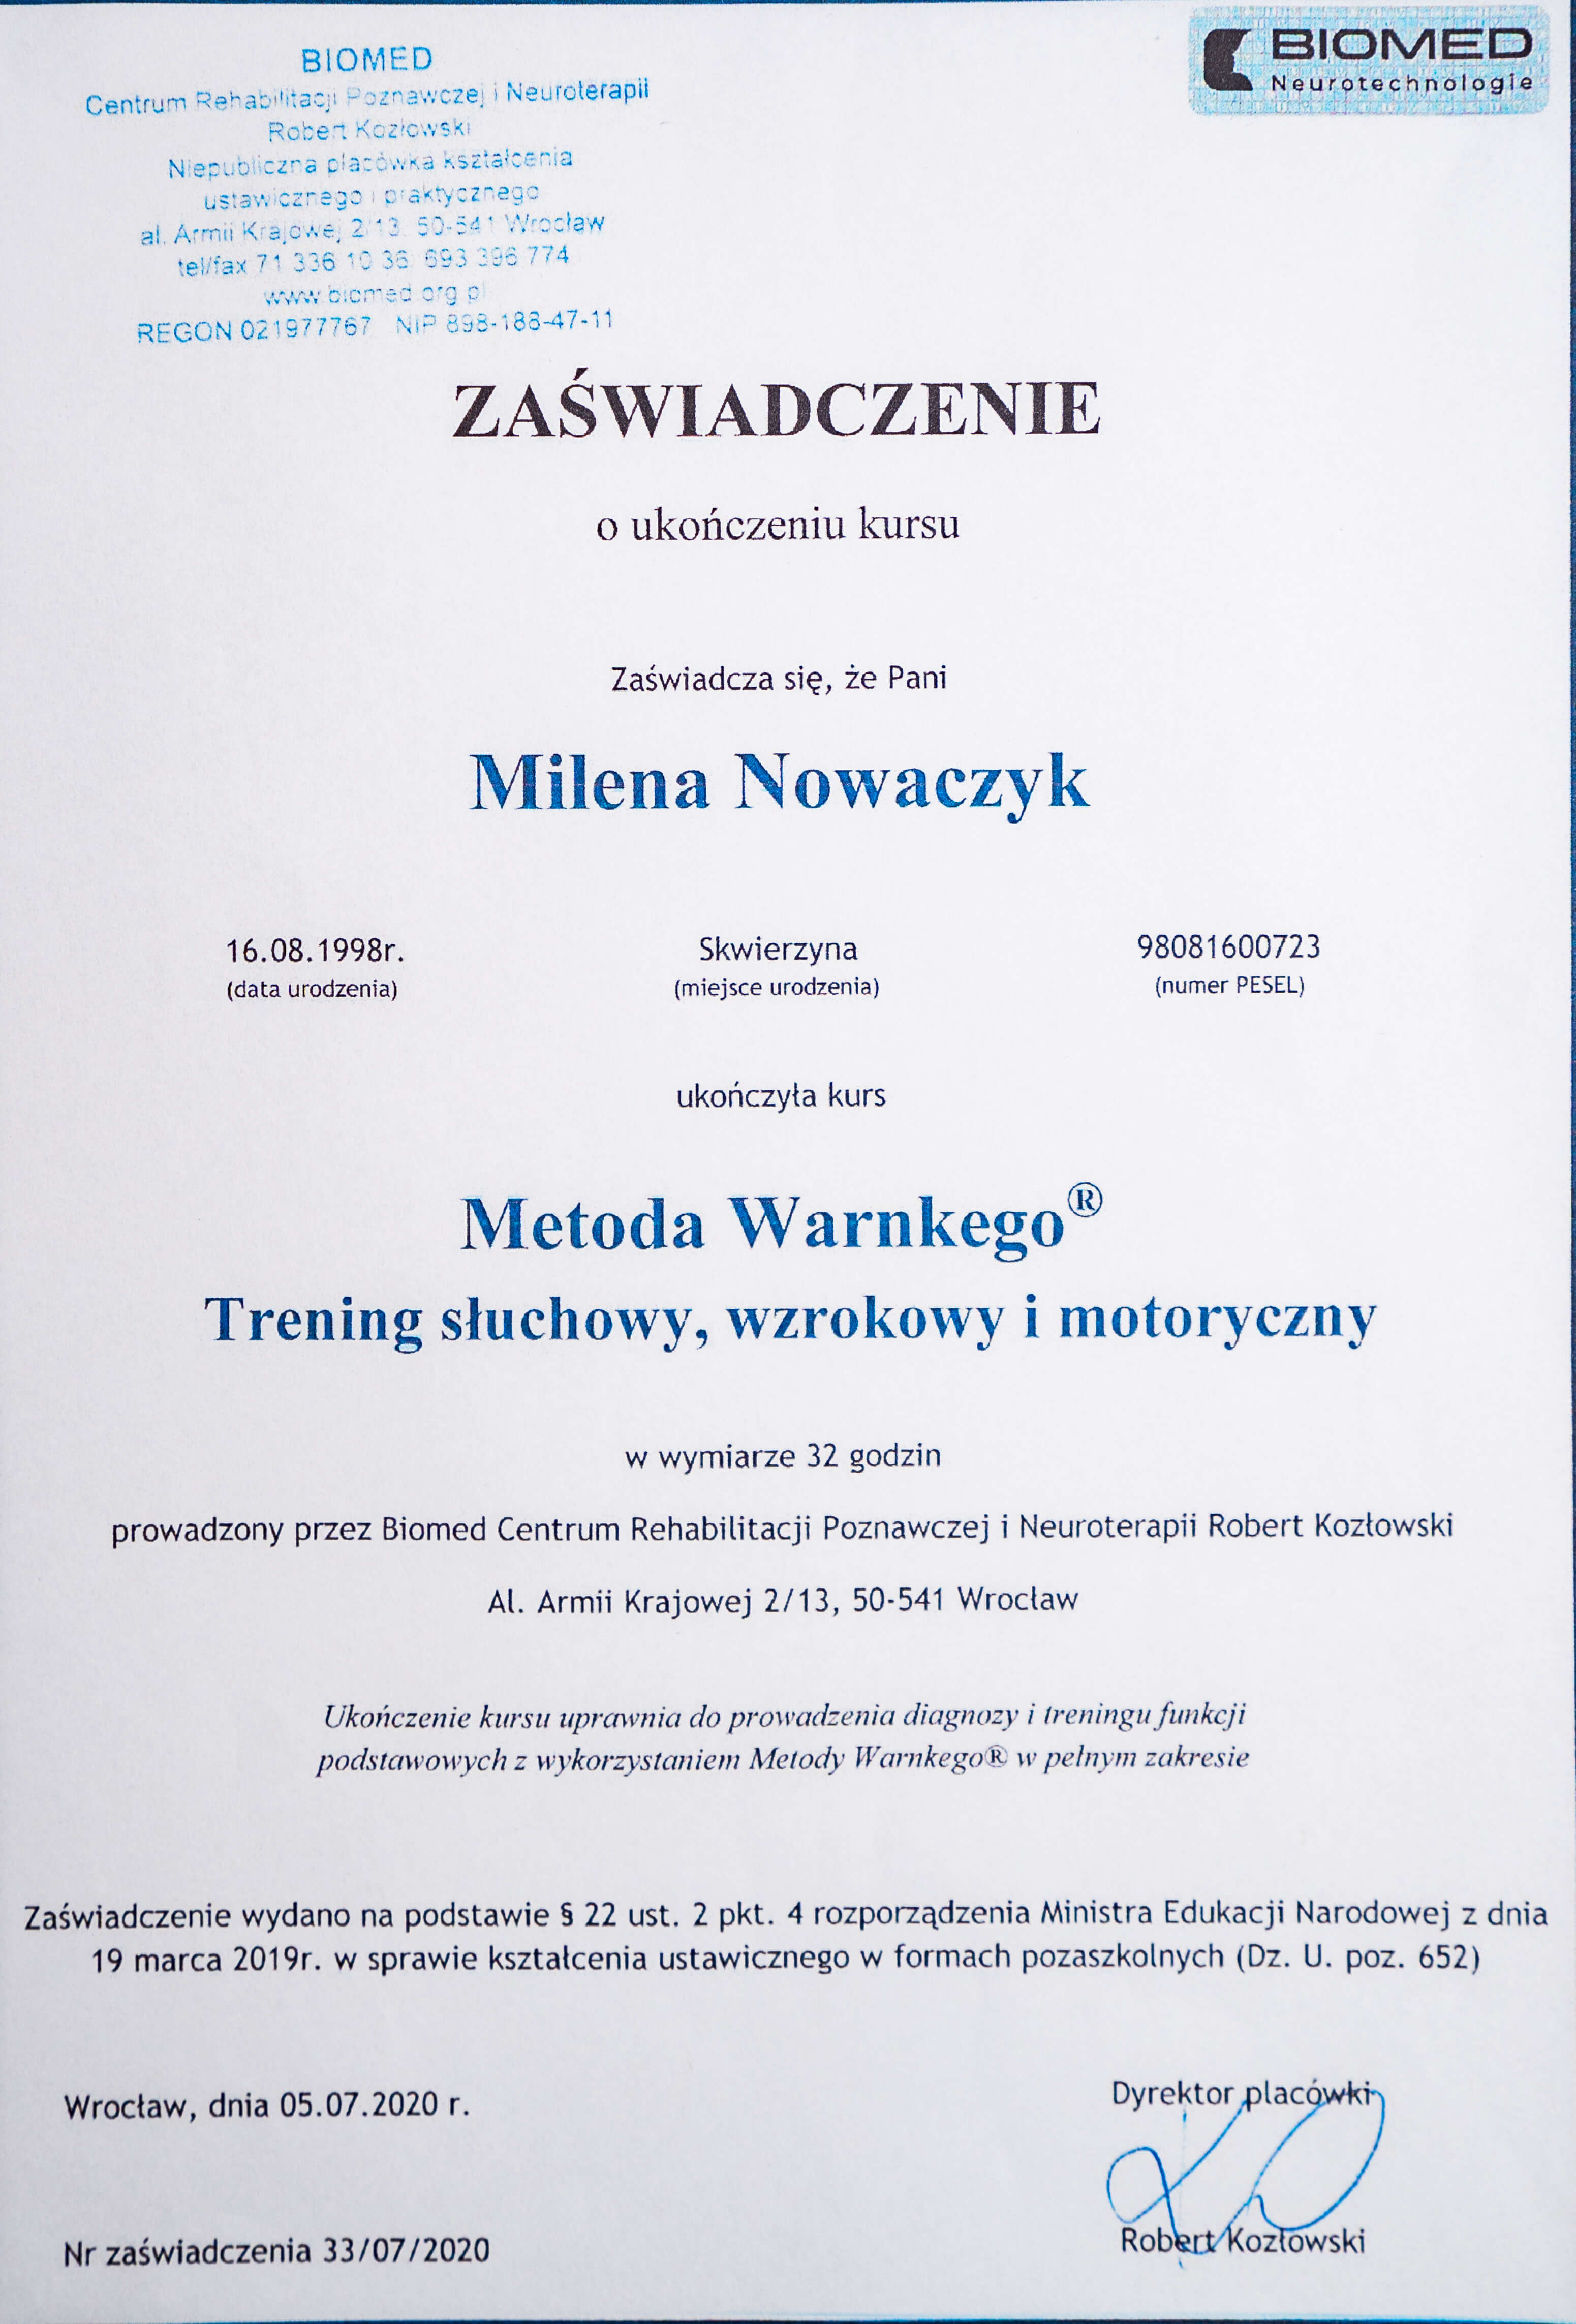 BIOMED
Centrum Rehabilitacji Poznawczej i Neuroterapii
Robert Kozłowski
Niepubliczna placówka kształcenia
ustawicznego i praktycznego
al. Armii Krajowej 2/13, 50-541 Wrocław
tel/fax 71 336 10 36, 693 396 774
www.biomed.org.pl
REGON 021977767 NIP 898-188-47-11
BIOMED
Neurotechnologie
ZAŚWIADCZENIE
o ukończeniu kursu
Zaświadcza się, że Pani
Milena Nowaczyk
16.08.1998r. Skwierzyna 98081600723
(data urodzenia) (miejsce urodzenia) (numer PESEL)
ukończyła kurs
Metoda Warnkego®
Trening słuchowy, wzrokowy i motoryczny
w wymiarze 32 godzin
prowadzony przez Biomed Centrum Rehabilitacji Poznawczej i Neuroterapii Robert Kozłowski
Al. Armii Krajowej 2/13, 50-541 Wrocław
Ukończenie kursu uprawnia do prowadzenia diagnozy i treningu funkcji
podstawowych z wykorzystaniem Metody Warnkego® w pełnym zakresie
Zaświadczenie wydano na podstawie § 22 ust. 2 pkt. 4 rozporządzenia Ministra Edukacji Narodowej z dnia
19 marca 2019r. w sprawie kształcenia ustawicznego w formach pozaszkolnych (Dz. U. poz. 652)
Wrocław, dnia 05.07.2020 r.
Dyrektor placówki
Robert Kozłowski
Nr zaświadczenia 33/07/2020